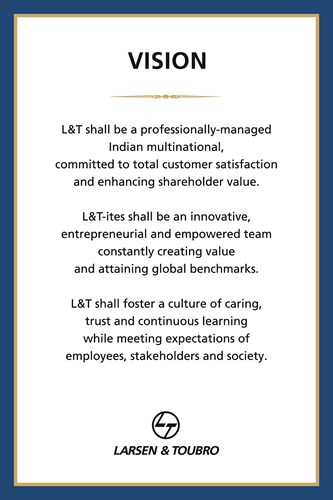 VISION
L&T shall be a professionally-managed
Indian multinational,
committed to total customer satisfaction
and enhancing shareholder value.
L&T-ites shall be an innovative,
entrepreneurial and empowered team
constantly creating value
and attaining global benchmarks.
L&T shall foster a culture of caring,
trust and continuous learning
while meeting expectations of
employees, stakeholders and society.
LT
LARSEN & TOUBRO